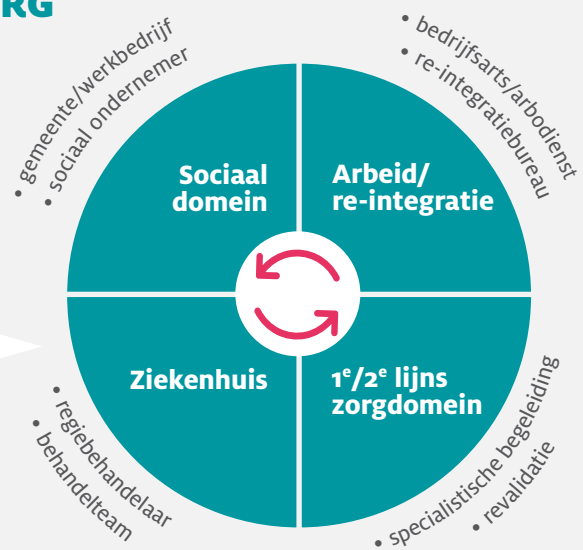 RG
• gemeente/werkbedrijf
• sociaal ondernemer
• bedrijfsarts/arbodienst
• re-integratiebureau
Sociaal
domein
Arbeid/
re-integratie
Ziekenhuis
1e/2e lijns
zorgdomein
• regiebehandelaar
• behandelteam
• specialistische begeleiding
• revalidatie